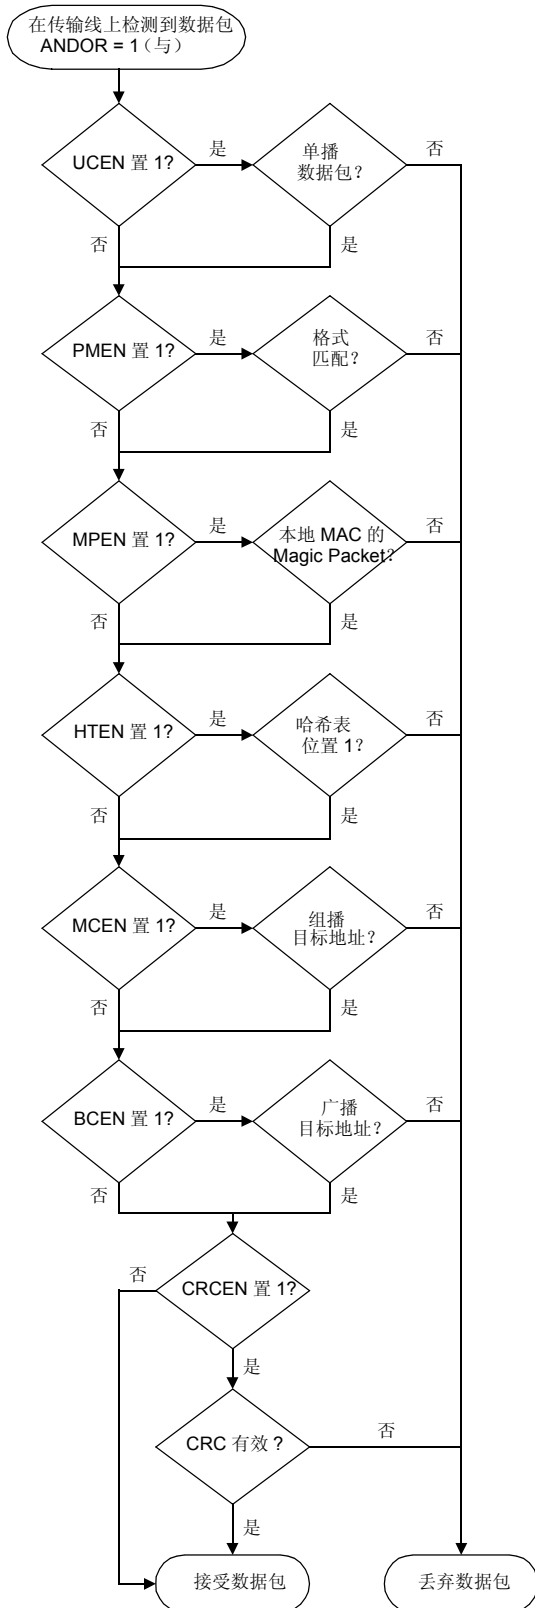 在传输线上检测到数据包
ANDOR = 1（与）
UCEN 置 1?
是
单播
数据包？
否
否
是
PMEN 置 1?
是
格式
匹配？
否
否
是
MPEN 置 1?
是
本地 MAC 的
Magic Packet？
否
否
是
HTEN 置 1?
是
哈希表
位置 1？
否
否
是
MCEN 置 1?
是
组播
目标地址？
否
否
是
BCEN 置 1?
是
广播
目标地址？
否
否
是
否
CRCEN 置 1?
是
CRC 有效？
否
是
接受数据包
丢弃数据包